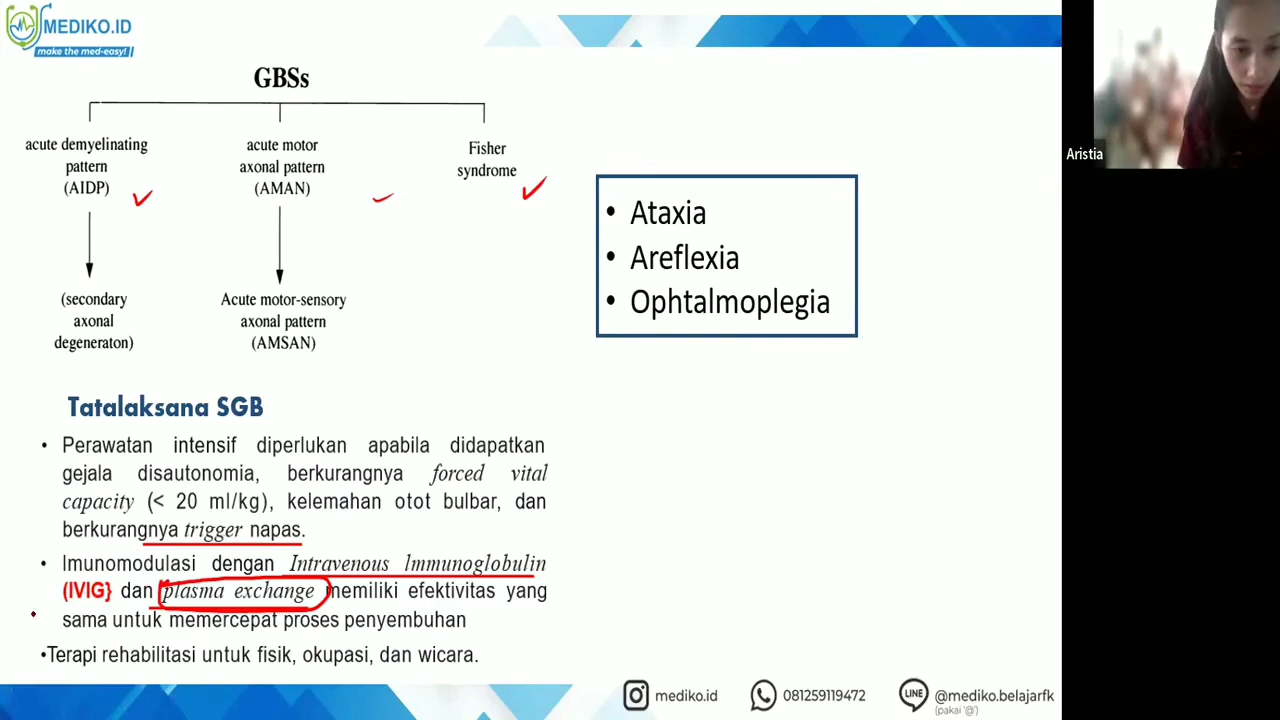 MEDIKO.ID
make the med-easy!
GBSs
acute demyelinating
pattern
(AIDP)
acute motor
axonal pattern
(AMAN)
Fisher
syndrome
(secondary
axonal
degeneraton)
Acute motor-sensory
axonal pattern
(AMSAN)
• Ataxia
• Areflexia
• Ophtalmoplegia
Aristia
Tatalaksana SGB
• Perawatan intensif diperlukan apabila didapatkan
gejala disautonomia, berkurangnya forced vital
capacity (< 20 ml/kg), kelemahan otot bulbar, dan
berkurangnya trigger napas.
• Imunomodulasi dengan Intravenous lmmunoglobulin
(IVIG} dan plasma exchange memiliki efektivitas yang
sama untuk memercepat proses penyembuhan
•Terapi rehabilitasi untuk fisik, okupasi, dan wicara.
mediko.id
081259119472
LINE
@mediko.belajarfk
(pakai '@')